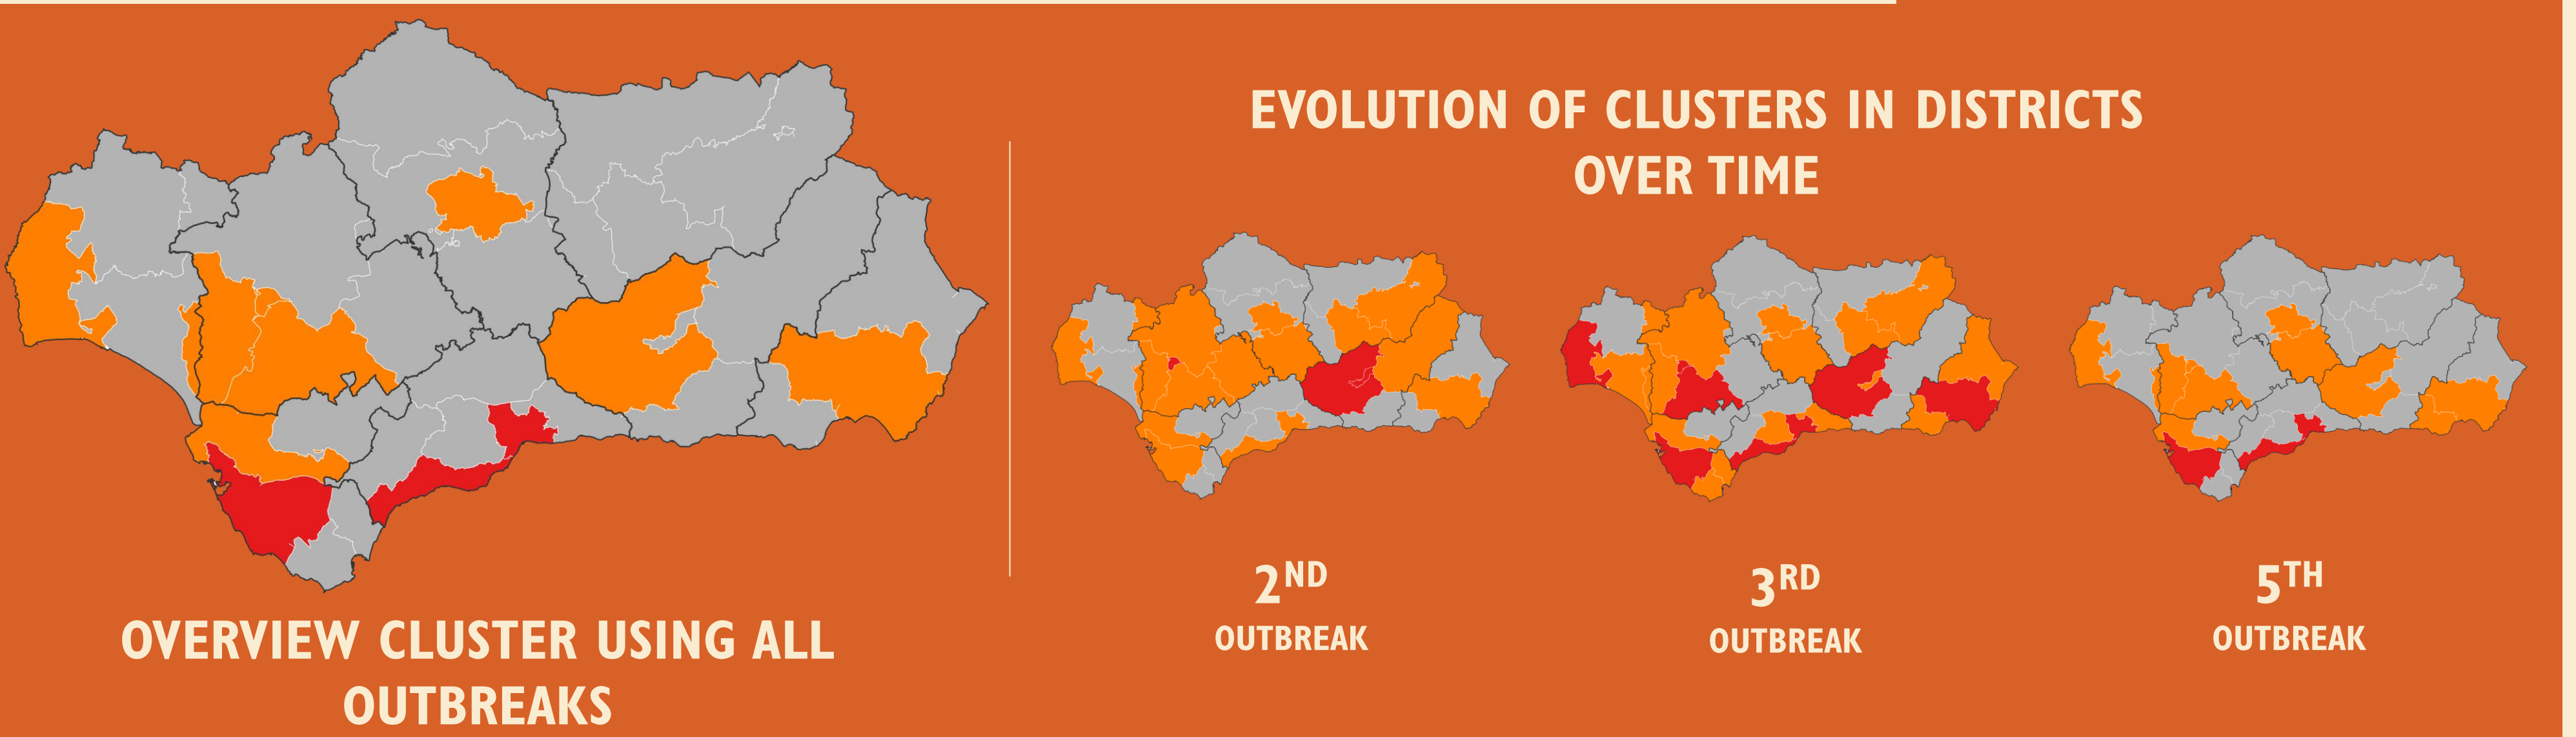 EVOLUTION OF CLUSTERS IN DISTRICTS
OVER TIME
2ND
OUTBREAK
3RD
OUTBREAK
5TH
OUTBREAK
OVERVIEW CLUSTER USING ALL
OUTBREAKS